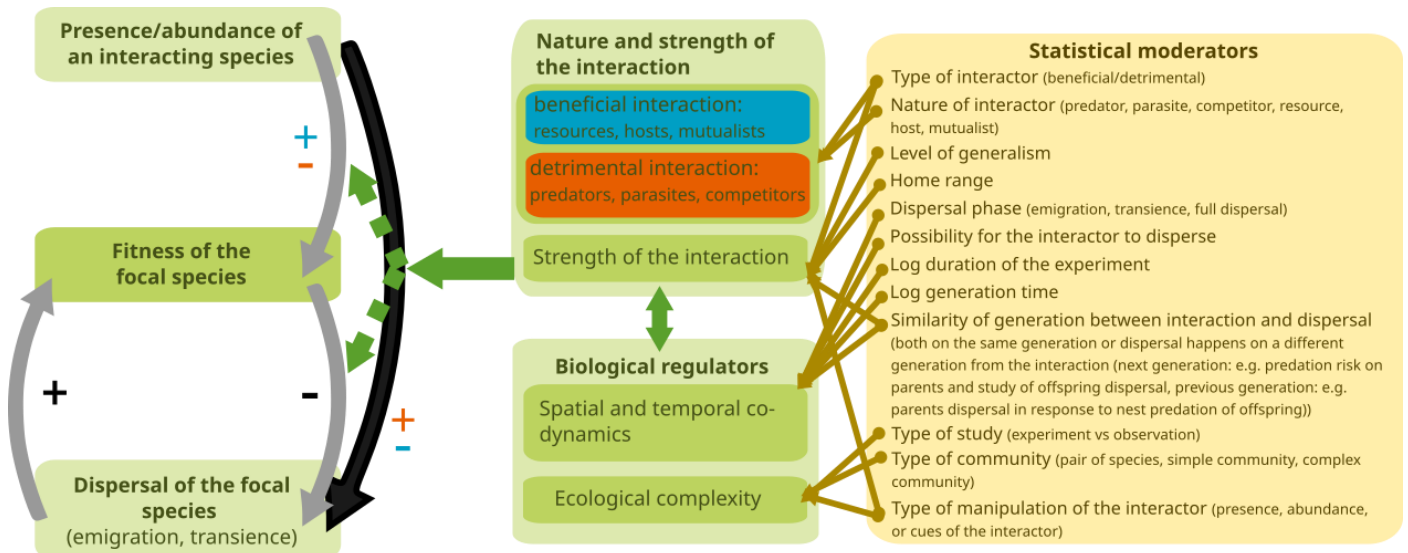 Presence/abundance of
an interacting species
+
-
Fitness of the
focal species
+
-
+
-
Dispersal of the focal
species
(emigration, transience)
Nature and strength of
the interaction
beneficial interaction:
resources, hosts, mutualists
detrimental interaction:
predators, parasites, competitors
Strength of the interaction
Biological regulators
Spatial and temporal co-
dynamics
Ecological complexity
Statistical moderators
Type of interactor (beneficial/detrimental)
Nature of interactor (predator, parasite, competitor, resource,
host, mutualist)
Level of generalism
Home range
Dispersal phase (emigration, transience, full dispersal)
Possibility for the interactor to disperse
Log duration of the experiment
Log generation time
Similarity of generation between interaction and dispersal
(both on the same generation or dispersal happens on a different
generation from the interaction (next generation: e.g. predation risk on
parents and study of offspring dispersal, previous generation: e.g.
parents dispersal in response to nest predation of offspring))
Type of study (experiment vs observation)
Type of community (pair of species, simple community, complex
community)
Type of manipulation of the interactor (presence, abundance,
or cues of the interactor)